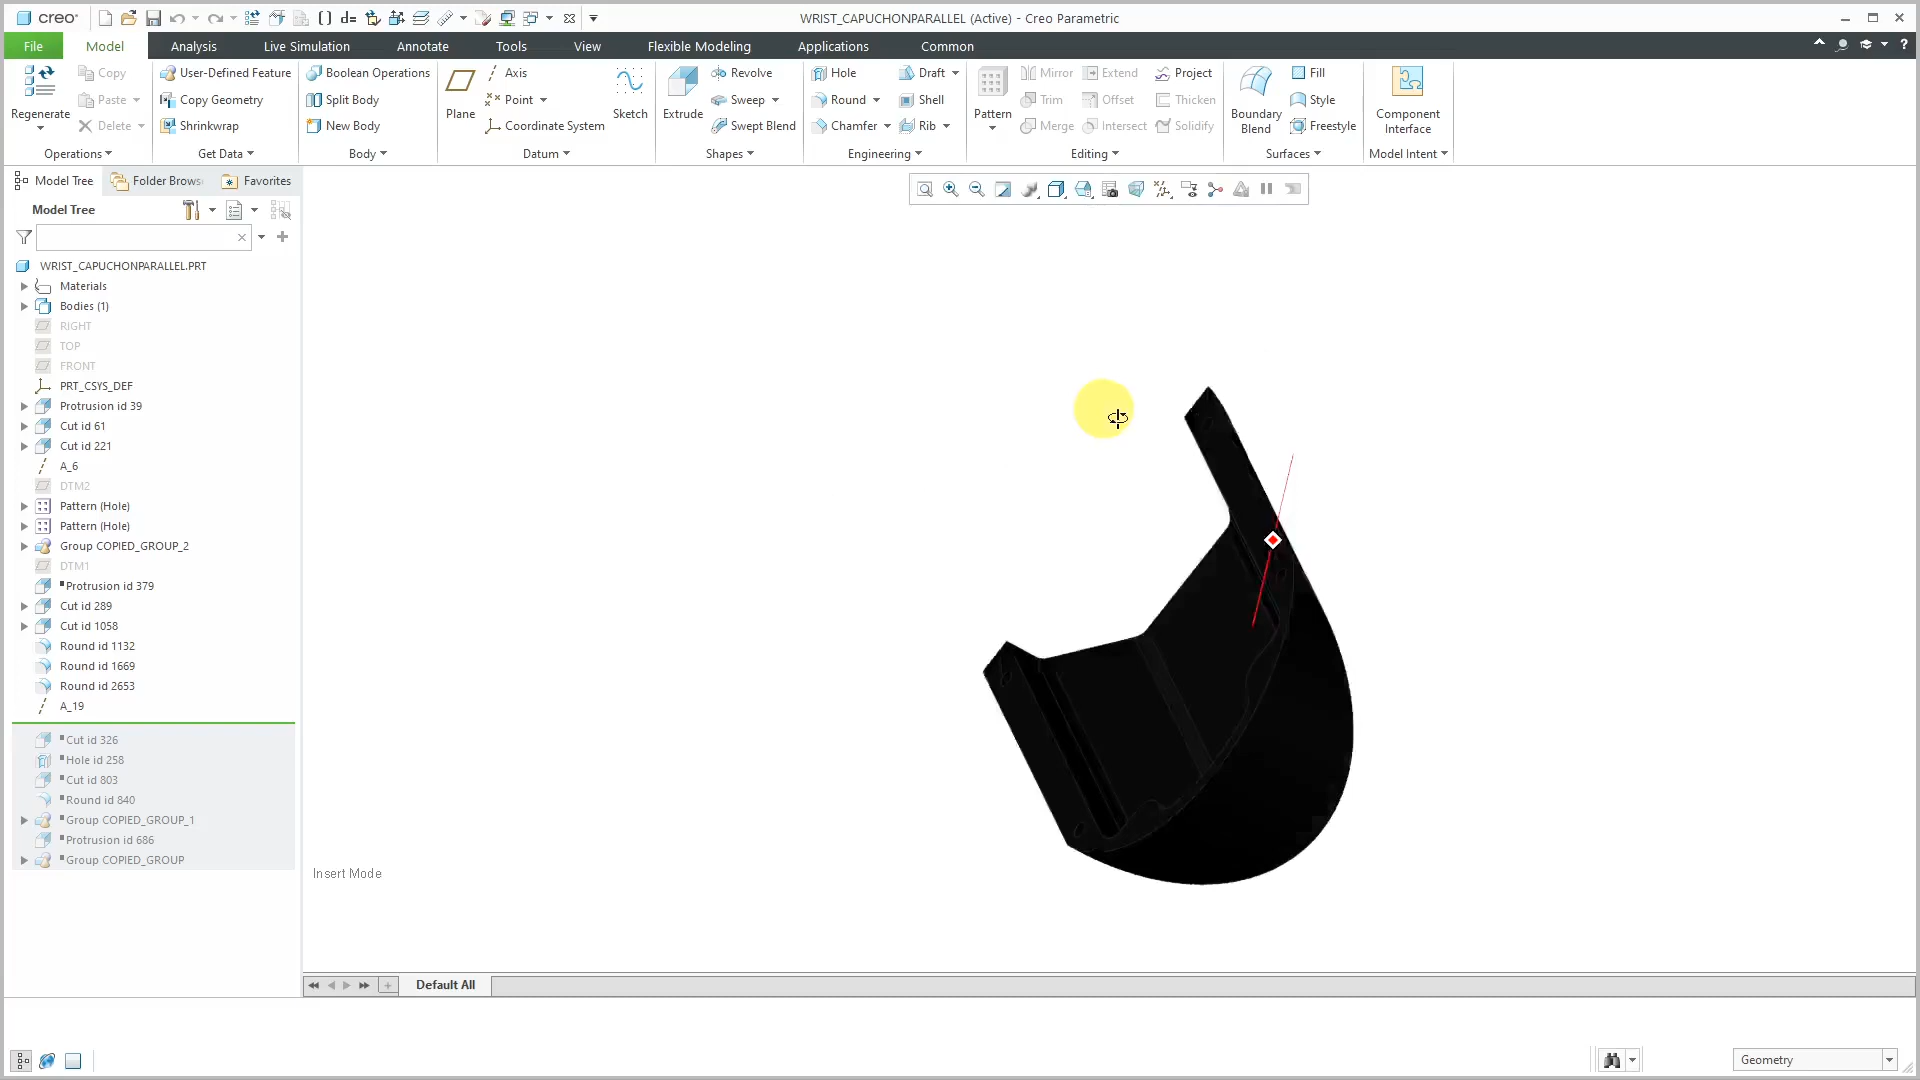 creo® d= WRIST_CAPUCHONPARALLEL (Active) - Creo Parametric
File Model Analysis Live Simulation Annotate Tools View Flexible Modeling Applications Common
Copy User-Defined Feature Boolean Operations Axis Revolve Hole Draft Mirror Extend Project Fill
Paste Copy Geometry Split Body Point Sweep Round Shell Trim Offset Thicken Style
Regenerate Plane Sketch Extrude Pattern Boundary Blend Component Interface
Delete Shrinkwrap New Body Coordinate System Swept Blend Chamfer Rib Merge Intersect Solidify Freestyle
Operations Get Data Body Datum Shapes Engineering Editing Surfaces Model Intent
Model Tree Folder Brows Favorites
Model Tree
WRIST_CAPUCHONPARALLEL.PRT
Materials
Bodies (1)
RIGHT
TOP
FRONT
PRT_CSYS_DEF
Protrusion id 39
Cut id 61
Cut id 221
A_6
DTM2
Pattern (Hole)
Pattern (Hole)
Group COPIED_GROUP_2
DTM1
Protrusion id 379
Cut id 289
Cut id 1058
Round id 1132
Round id 1669
Round id 2653
A_19
Cut id 326
Hole id 258
Cut id 803
Round id 840
Group COPIED_GROUP_1
Protrusion id 686
Group COPIED_GROUP
Insert Mode
Default All
Geometry